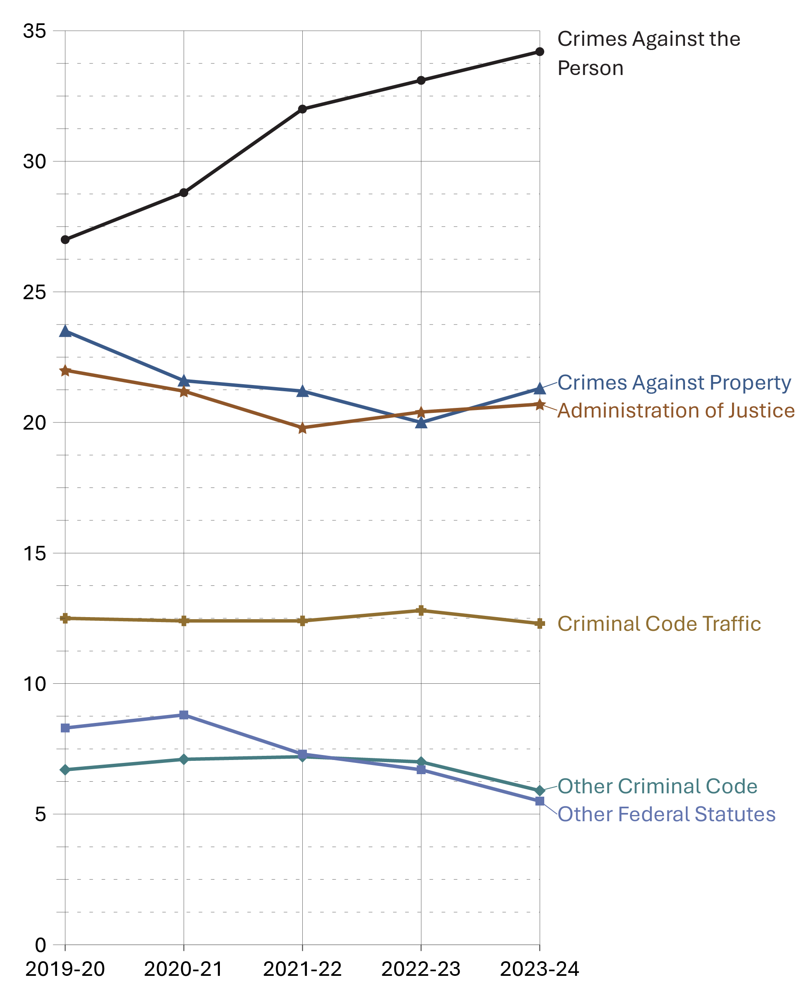 35
Crimes Against the
Person
30
25
Crimes Against Property
Administration of Justice
20
15
Criminal Code Traffic
10
Other Criminal Code
5
Other Federal Statutes
0
2019-20 2020-21 2021-22 2022-23 2023-24